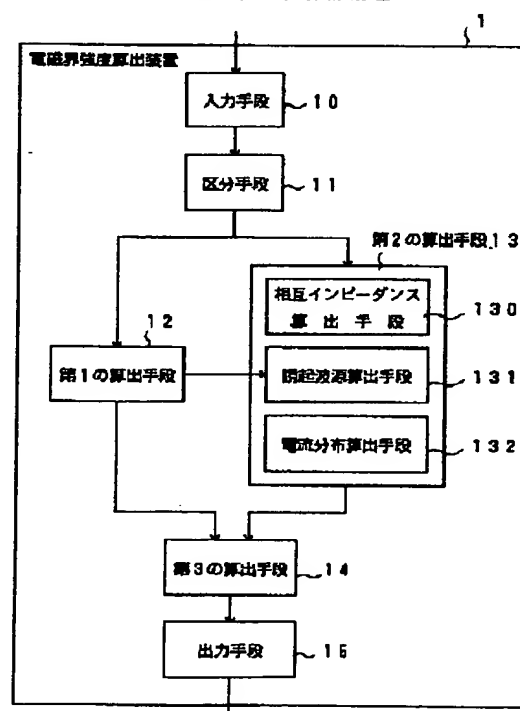 1
電磁界強度算出装置
入力手段
10
区分手段
11
第2の算出手段 13
相互インピーダンス
算出手段
130
12
第1の算出手段
誘起波源算出手段
131
電流分布算出手段
132
第3の算出手段
14
出力手段
15